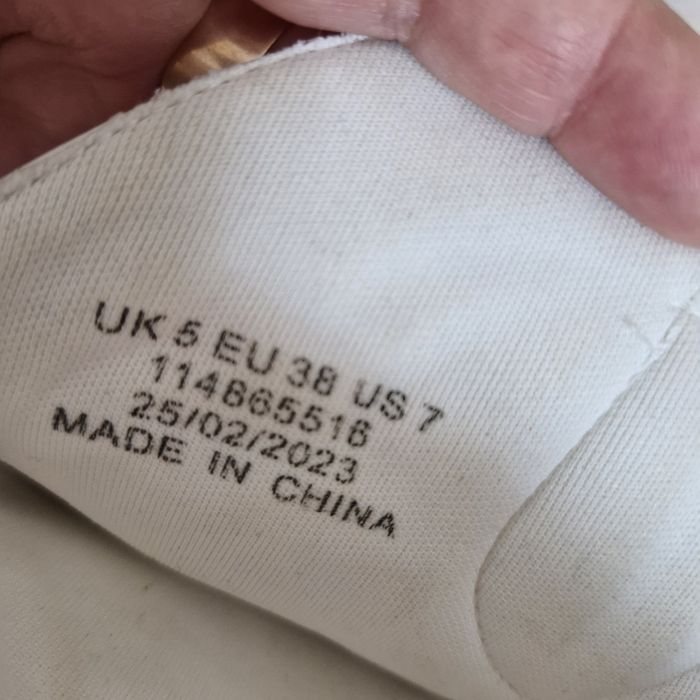 UK 5 EU 38 US 7
114865516
25/02/2023
MADE IN CHINA